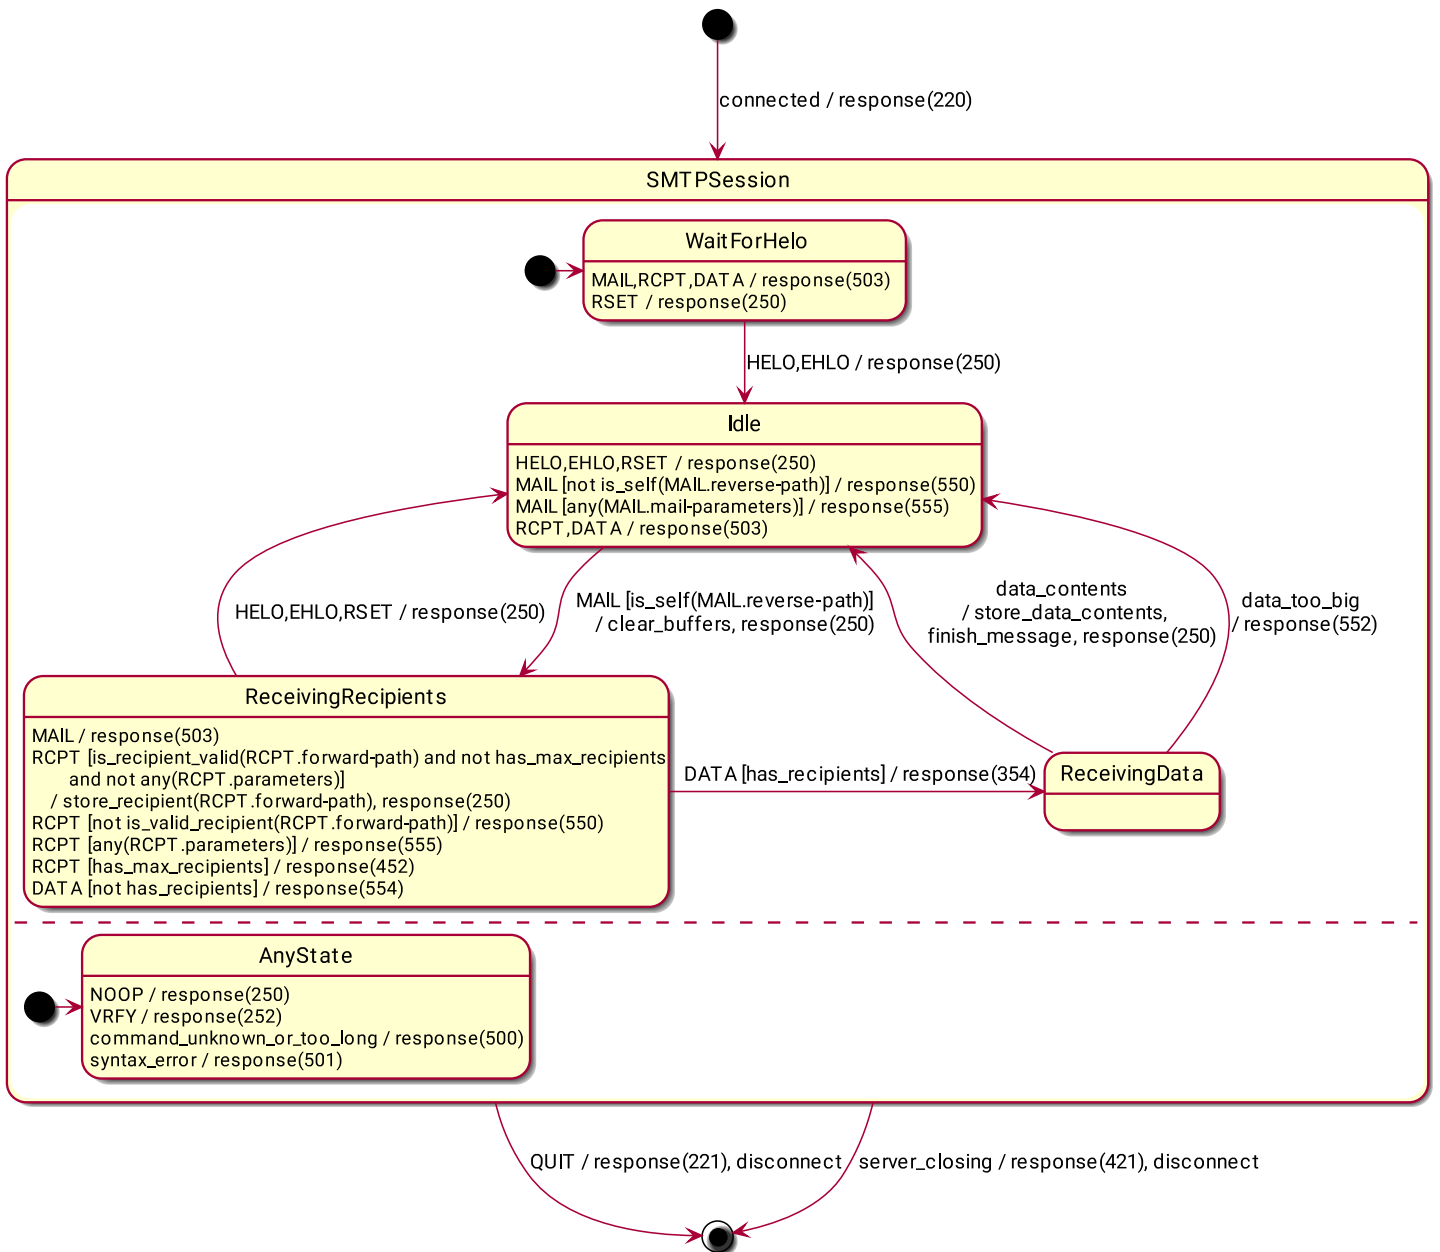 connected / response(220)
SMTPSession
WaitForHelo
MAIL,RCPT,DATA / response(503)
RSET / response(250)
HELO,EHLO / response(250)
Idle
HELO,EHLO,RSET / response(250)
MAIL [not is_self(MAIL.reverse-path)] / response(550)
MAIL [any(MAIL.mail-parameters)] / response(555)
RCPT,DATA / response(503)
HELO,EHLO,RSET / response(250)
MAIL [is_self(MAIL.reverse-path)]
/ clear_buffers, response(250)
data_contents
/ store_data_contents,
finish_message, response(250)
data_too_big
/ response(552)
ReceivingRecipients
MAIL / response(503)
RCPT [is_recipient_valid(RCPT.forward-path) and not has_max_recipients
and not any(RCPT.parameters)]
/ store_recipient(RCPT.forward-path), response(250)
RCPT [not is_valid_recipient(RCPT.forward-path)] / response(550)
RCPT [any(RCPT.parameters)] / response(555)
RCPT [has_max_recipients] / response(452)
DATA [not has_recipients] / response(554)
DATA [has_recipients] / response(354)
ReceivingData
AnyState
NOOP / response(250)
VRFY / response(252)
command_unknown_or_too_long / response(500)
syntax_error / response(501)
QUIT / response(221), disconnect
server_closing / response(421), disconnect